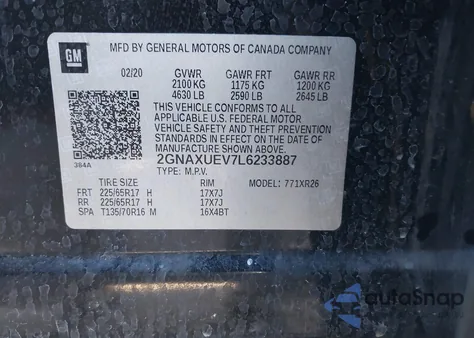 GM
MFD BY GENERAL MOTORS OF CANADA COMPANY
02/20 GVWR GAWR FRT GAWR RR
2100 KG 1175 KG 1200 KG
4630 LB 2590 LB 2645 LB
THIS VEHICLE CONFORMS TO ALL
APPLICABLE U.S. FEDERAL MOTOR
VEHICLE SAFETY, BUMPER, AND THEFT
PREVENTION STANDARDS
IN EFFECT ON THE DATE OF
MANUFACTURE SHOWN ABOVE.
384A
2GNAXUEV7L6233887
TYPE: M.P.V. MODEL: 771XR26
TIRE SIZE RIM
FRT 225/65R17 H 17X7J
RR 225/65R17 H 17X7J
SPA T135/70R16 M 16X4BT
autoSnap